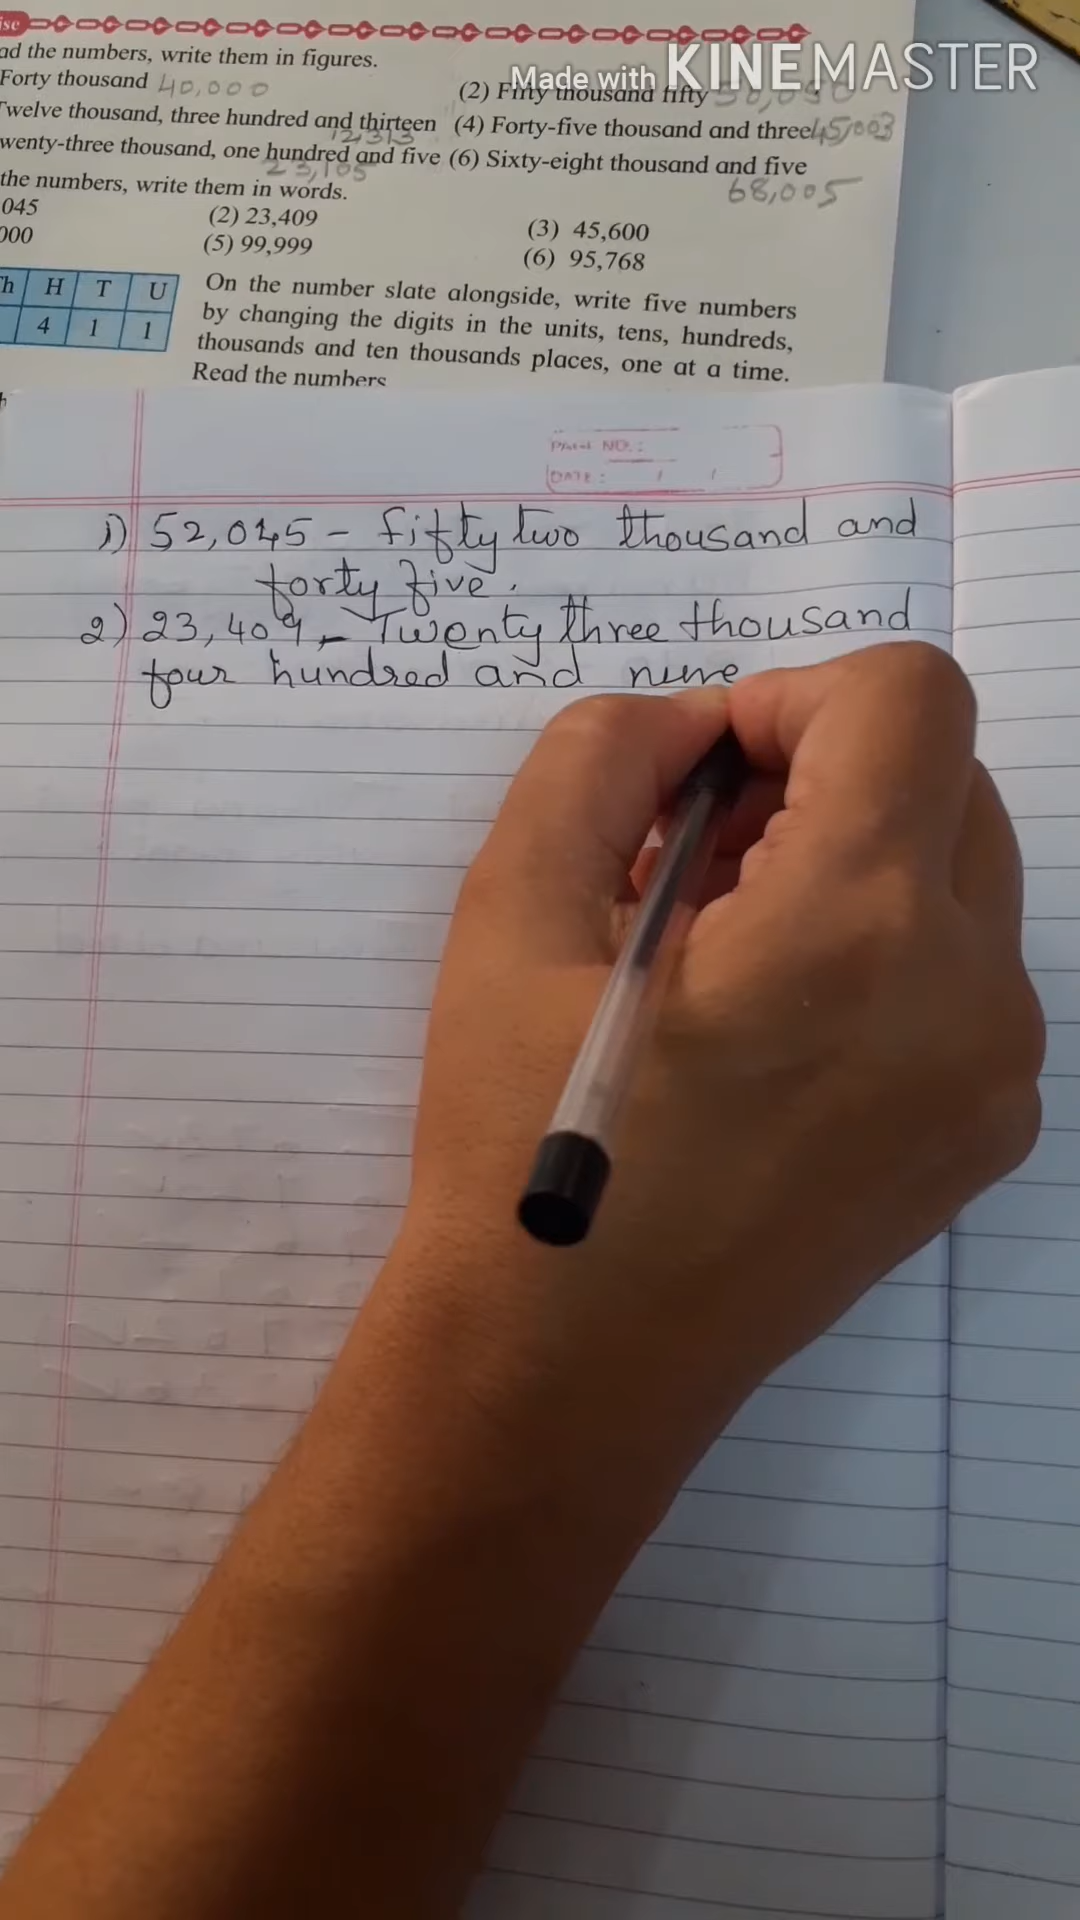 Made with KINEMASTER
ise
ad the numbers, write them in figures.
Forty thousand 40,000
(2) Fifty thousand fifty 50,050
Twelve thousand, three hundred and thirteen (4) Forty-five thousand and three 45,003
12,313
wenty-three thousand, one hundred and five (6) Sixty-eight thousand and five
23,105
68,005
the numbers, write them in words.
045 (2) 23,409 (3) 45,600
000 (5) 99,999 (6) 95,768
Th H T U
4 1 1
On the number slate alongside, write five numbers
by changing the digits in the units, tens, hundreds,
thousands and ten thousands places, one at a time.
Read the numbers
NO.:
DATE: / /
1) 52,045 - fifty two thousand and
forty five.
2) 23,409 - Twenty three thousand
four hundred and nine